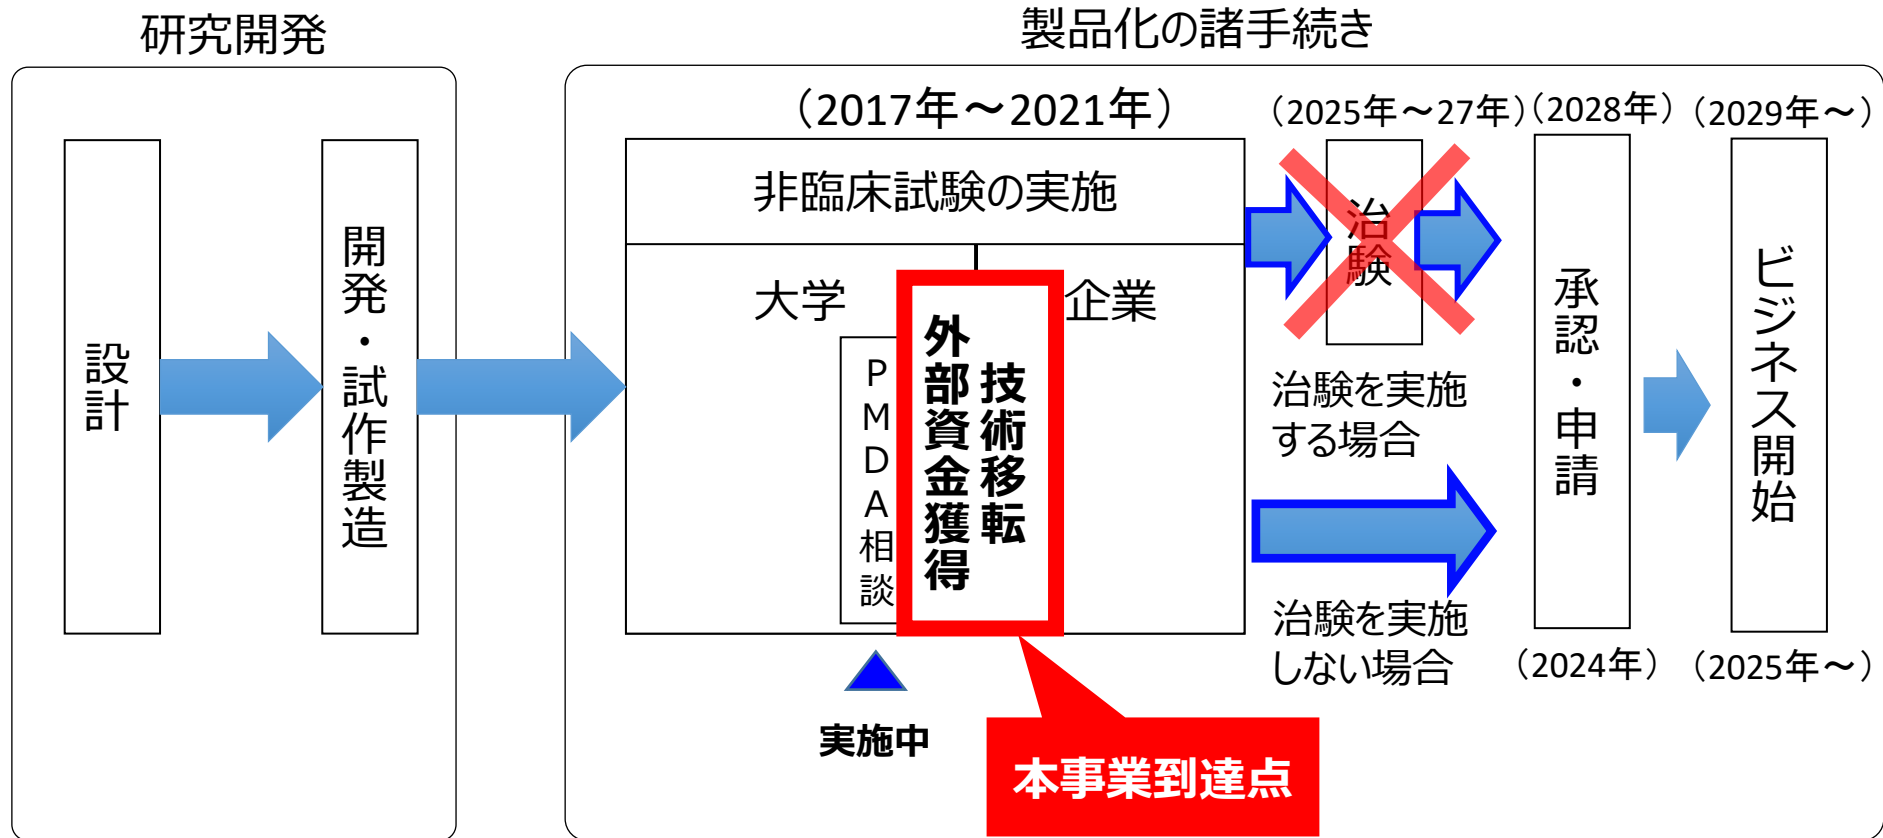 研究開発
製品化の諸手続き
設計
開発・試作製造
（2017年～2021年）
非臨床試験の実施
大学
企業
PMDA相談
外部資金獲得
技術移転
実施中
本事業到達点
（2025年～27年）
治験
治験を実施
する場合
治験を実施
しない場合
（2028年）
承認・申請
（2024年）
（2029年～）
ビジネス開始
（2025年～）